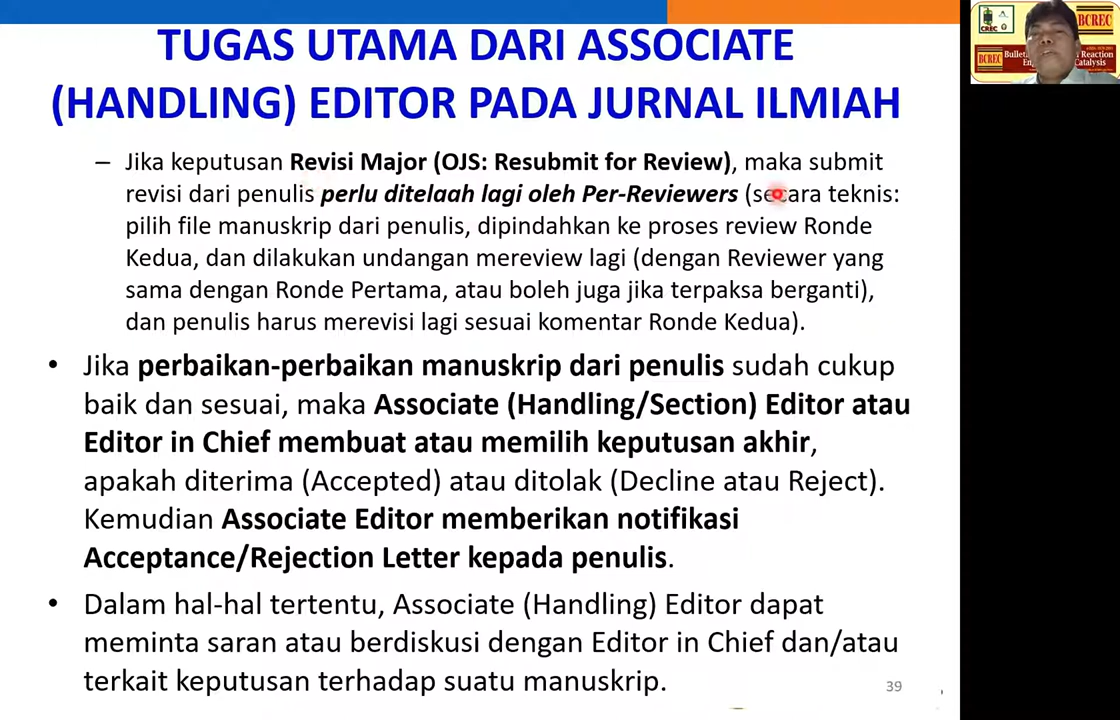 TUGAS UTAMA DARI ASSOCIATE
(HANDLING) EDITOR PADA JURNAL ILMIAH
– Jika keputusan Revisi Major (OJS: Resubmit for Review), maka submit
revisi dari penulis perlu ditelaah lagi oleh Per-Reviewers (secara teknis:
pilih file manuskrip dari penulis, dipindahkan ke proses review Ronde
Kedua, dan dilakukan undangan mereview lagi (dengan Reviewer yang
sama dengan Ronde Pertama, atau boleh juga jika terpaksa berganti),
dan penulis harus merevisi lagi sesuai komentar Ronde Kedua).
• Jika perbaikan-perbaikan manuskrip dari penulis sudah cukup
baik dan sesuai, maka Associate (Handling/Section) Editor atau
Editor in Chief membuat atau memilih keputusan akhir,
apakah diterima (Accepted) atau ditolak (Decline atau Reject).
Kemudian Associate Editor memberikan notifikasi
Acceptance/Rejection Letter kepada penulis.
• Dalam hal-hal tertentu, Associate (Handling) Editor dapat
meminta saran atau berdiskusi dengan Editor in Chief dan/atau
terkait keputusan terhadap suatu manuskrip.
39
CREC
BCREC
BCREC
Reaction
Catalysis